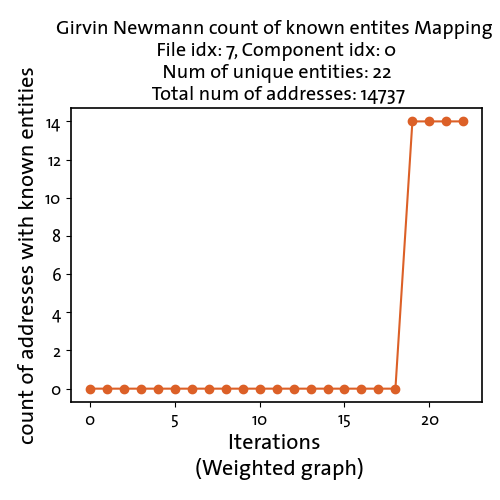 Girvin Newmann count of known entites Mapping
File idx: 7, Component idx: 0
Num of unique entities: 22
Total num of addresses: 14737
count of addresses with known entities
14
12
10
8
6
4
2
0
0 5 10 15 20
Iterations
(Weighted graph)